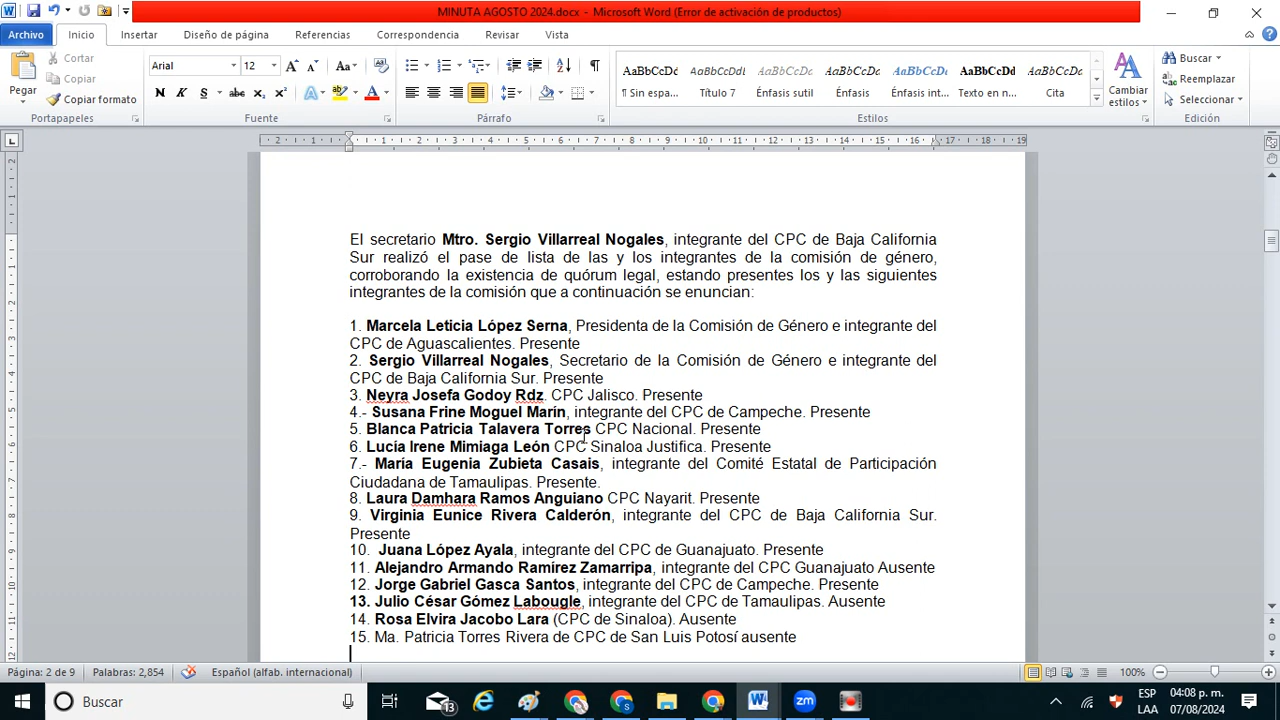 MINUTA AGOSTO 2024.docx - Microsoft Word (Error de activación de productos)
Archivo Inicio Insertar Diseño de página Referencias Correspondencia Revisar Vista
Cortar
Copiar
Copiar formato
Pegar
Portapapeles
Arial 12
Fuente
Párrafo
AaBbCcDc AaBbCcDdI AaBbCcDc AaBbCcDc AaBbCcDc AaBbCcDc AaBbCcDc
¶ Sin espa... Título 7 Énfasis sutil Énfasis Énfasis int... Texto en n... Cita
Cambiar estilos
Estilos
Buscar
Reemplazar
Seleccionar
Edición
El secretario Mtro. Sergio Villarreal Nogales, integrante del CPC de Baja California
Sur realizó el pase de lista de las y los integrantes de la comisión de género,
corroborando la existencia de quórum legal, estando presentes los y las siguientes
integrantes de la comisión que a continuación se enuncian:
1. Marcela Leticia López Serna, Presidenta de la Comisión de Género e integrante del
CPC de Aguascalientes. Presente
2. Sergio Villarreal Nogales, Secretario de la Comisión de Género e integrante del
CPC de Baja California Sur. Presente
3. Neyra Josefa Godoy Rdz. CPC Jalisco. Presente
4.- Susana Frine Moguel Marín, integrante del CPC de Campeche. Presente
5. Blanca Patricia Talavera Torres CPC Nacional. Presente
6. Lucía Irene Mimiaga León CPC Sinaloa Justifica. Presente
7.- María Eugenia Zubieta Casais, integrante del Comité Estatal de Participación
Ciudadana de Tamaulipas. Presente.
8. Laura Damhara Ramos Anguiano CPC Nayarit. Presente
9. Virginia Eunice Rivera Calderón, integrante del CPC de Baja California Sur.
Presente
10. Juana López Ayala, integrante del CPC de Guanajuato. Presente
11. Alejandro Armando Ramírez Zamarripa, integrante del CPC Guanajuato Ausente
12. Jorge Gabriel Gasca Santos, integrante del CPC de Campeche. Presente
13. Julio César Gómez Labougle, integrante del CPC de Tamaulipas. Ausente
14. Rosa Elvira Jacobo Lara (CPC de Sinaloa). Ausente
15. Ma. Patricia Torres Rivera de CPC de San Luis Potosí ausente
Página: 2 de 9 Palabras: 2,854 Español (alfab. internacional) 100%
Buscar
13
ESP
LAA
04:08 p. m.
07/08/2024